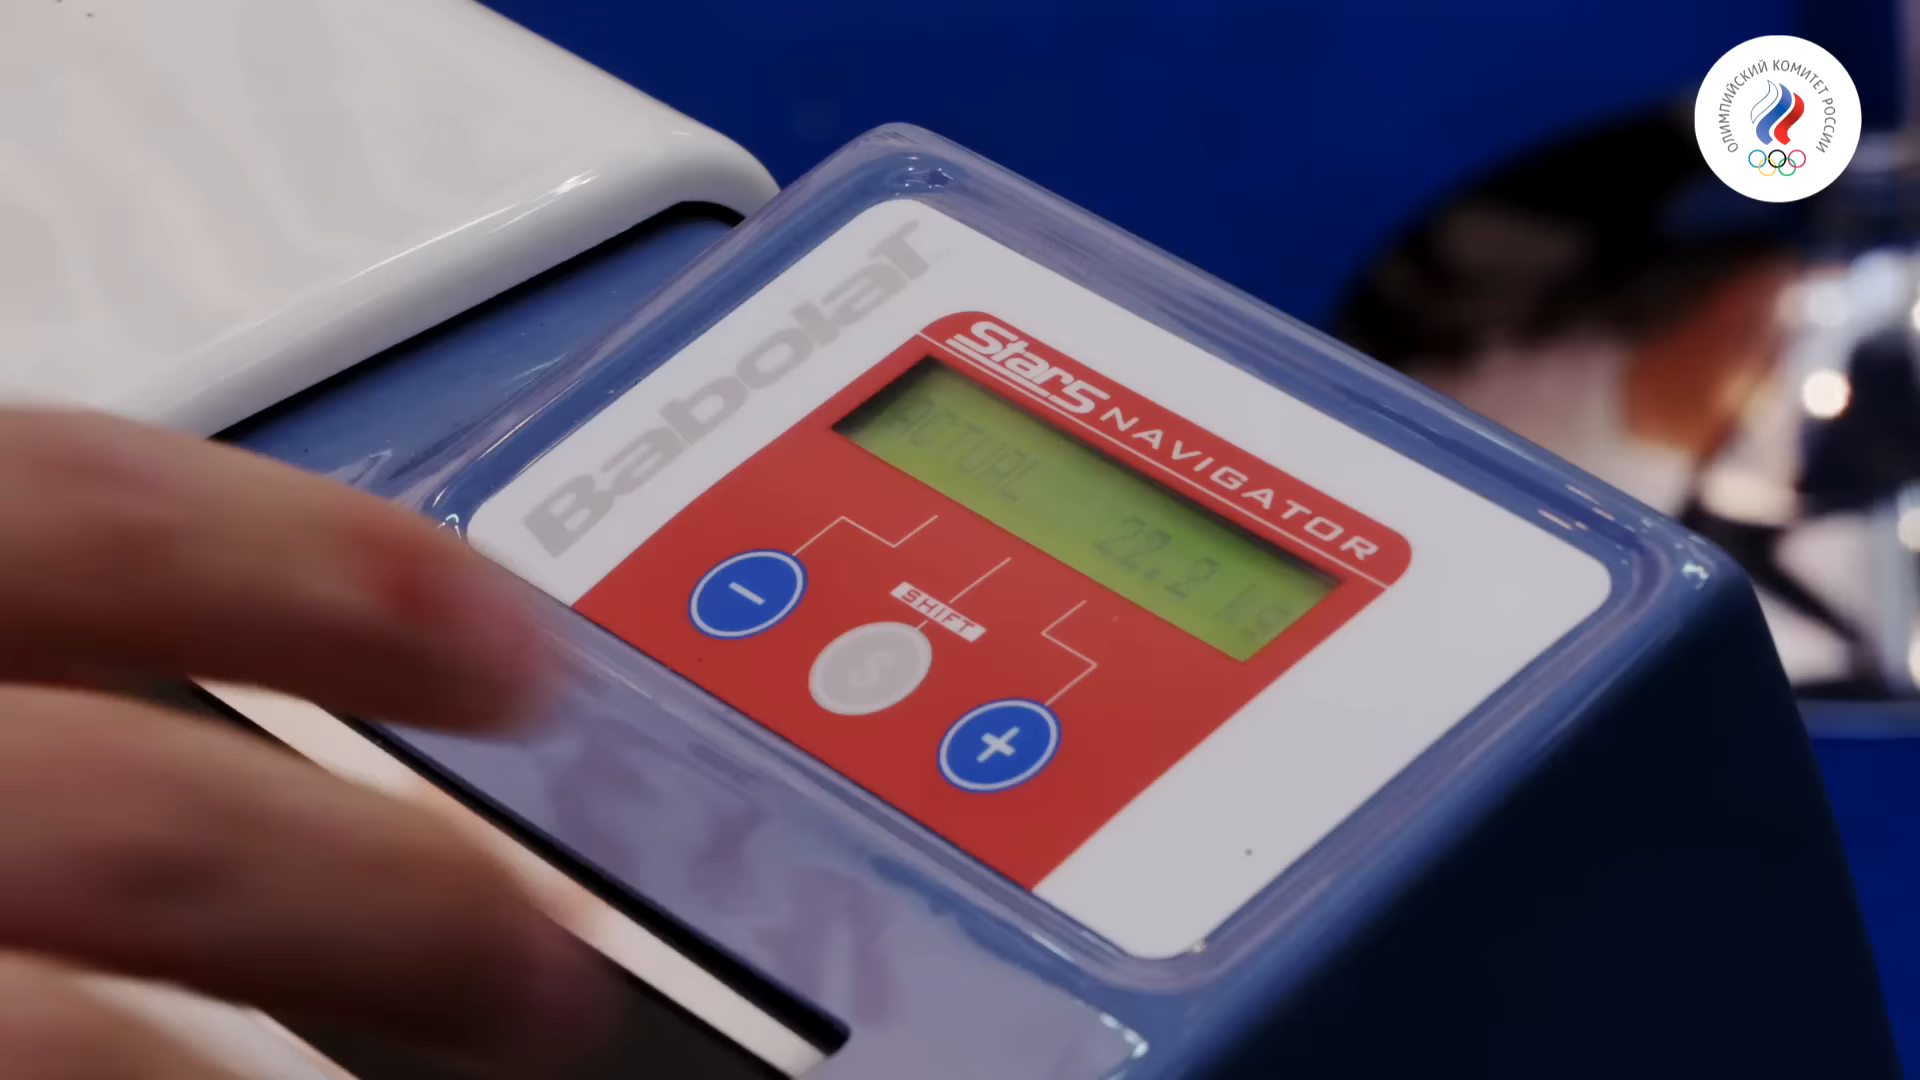 ОЛИМПИЙСКИЙ КОМИТЕТ РОССИИ
BabolaT
Star5 NAVIGATOR
ACTUAL 22.2 kg
SHIFT
S